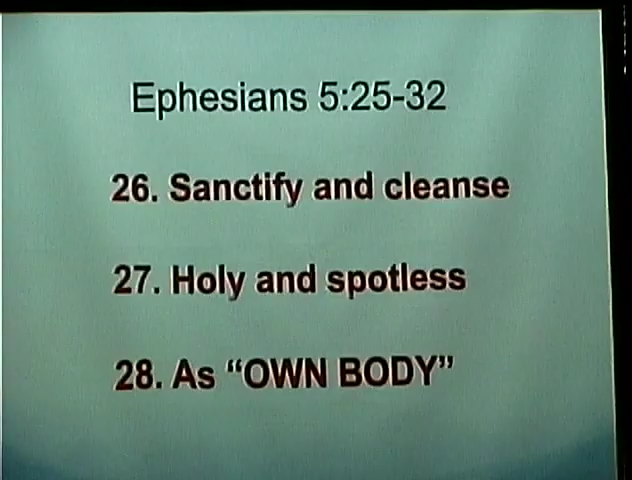 Ephesians 5:25-32
26. Sanctify and cleanse
27. Holy and spotless
28. As “OWN BODY”